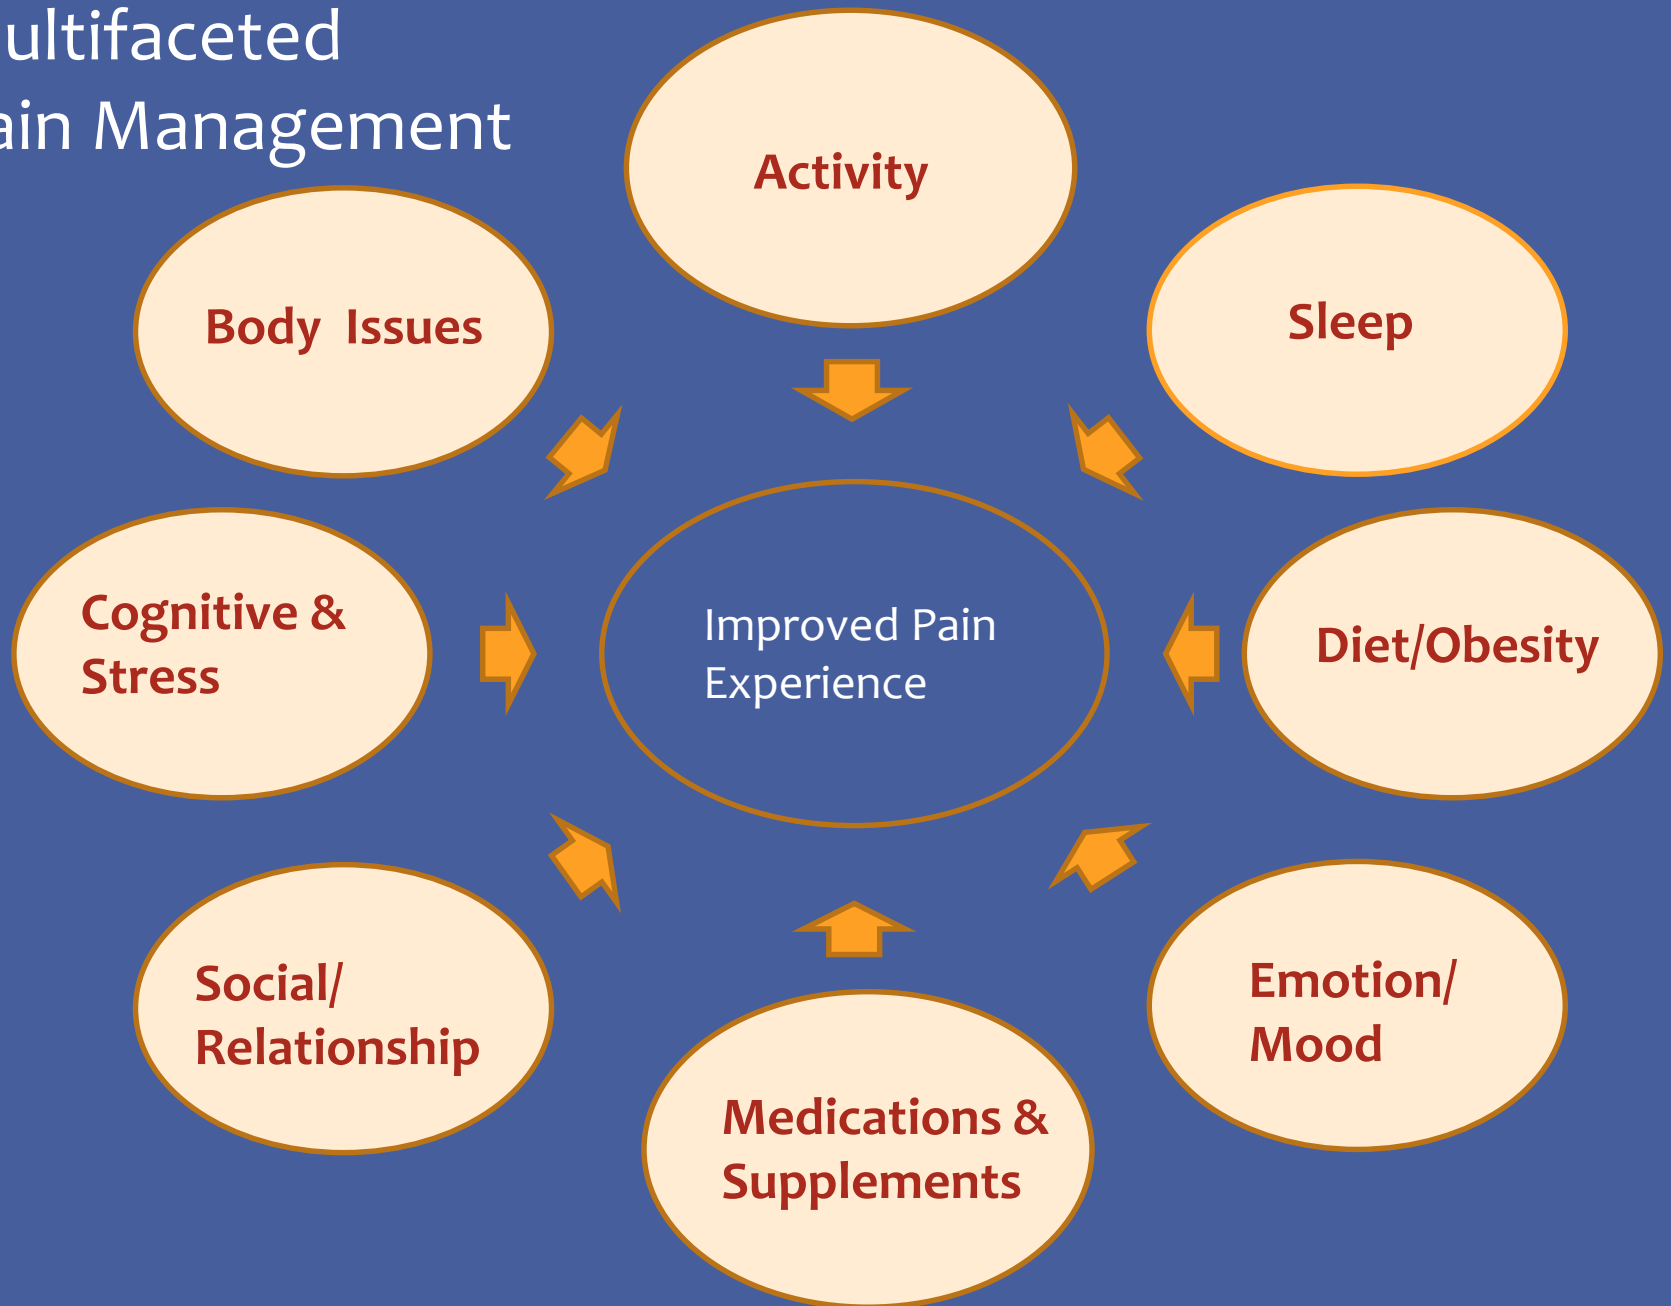 ultifaceted
ain Management
Activity
Body Issues
Sleep
Cognitive &
Stress
Improved Pain
Experience
Diet/Obesity
Social/
Relationship
Emotion/
Mood
Medications &
Supplements